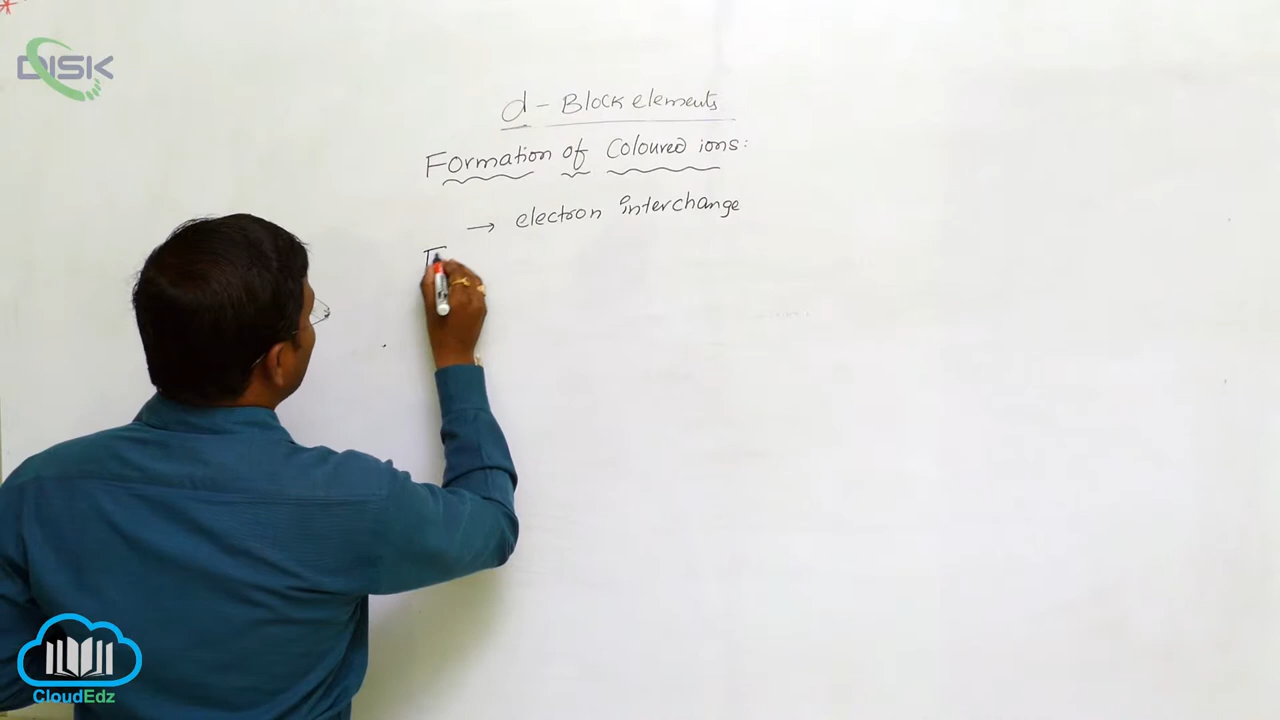 DISK
d - Block elements
Formation of Coloured ions:
→ electron interchange
CloudEdz